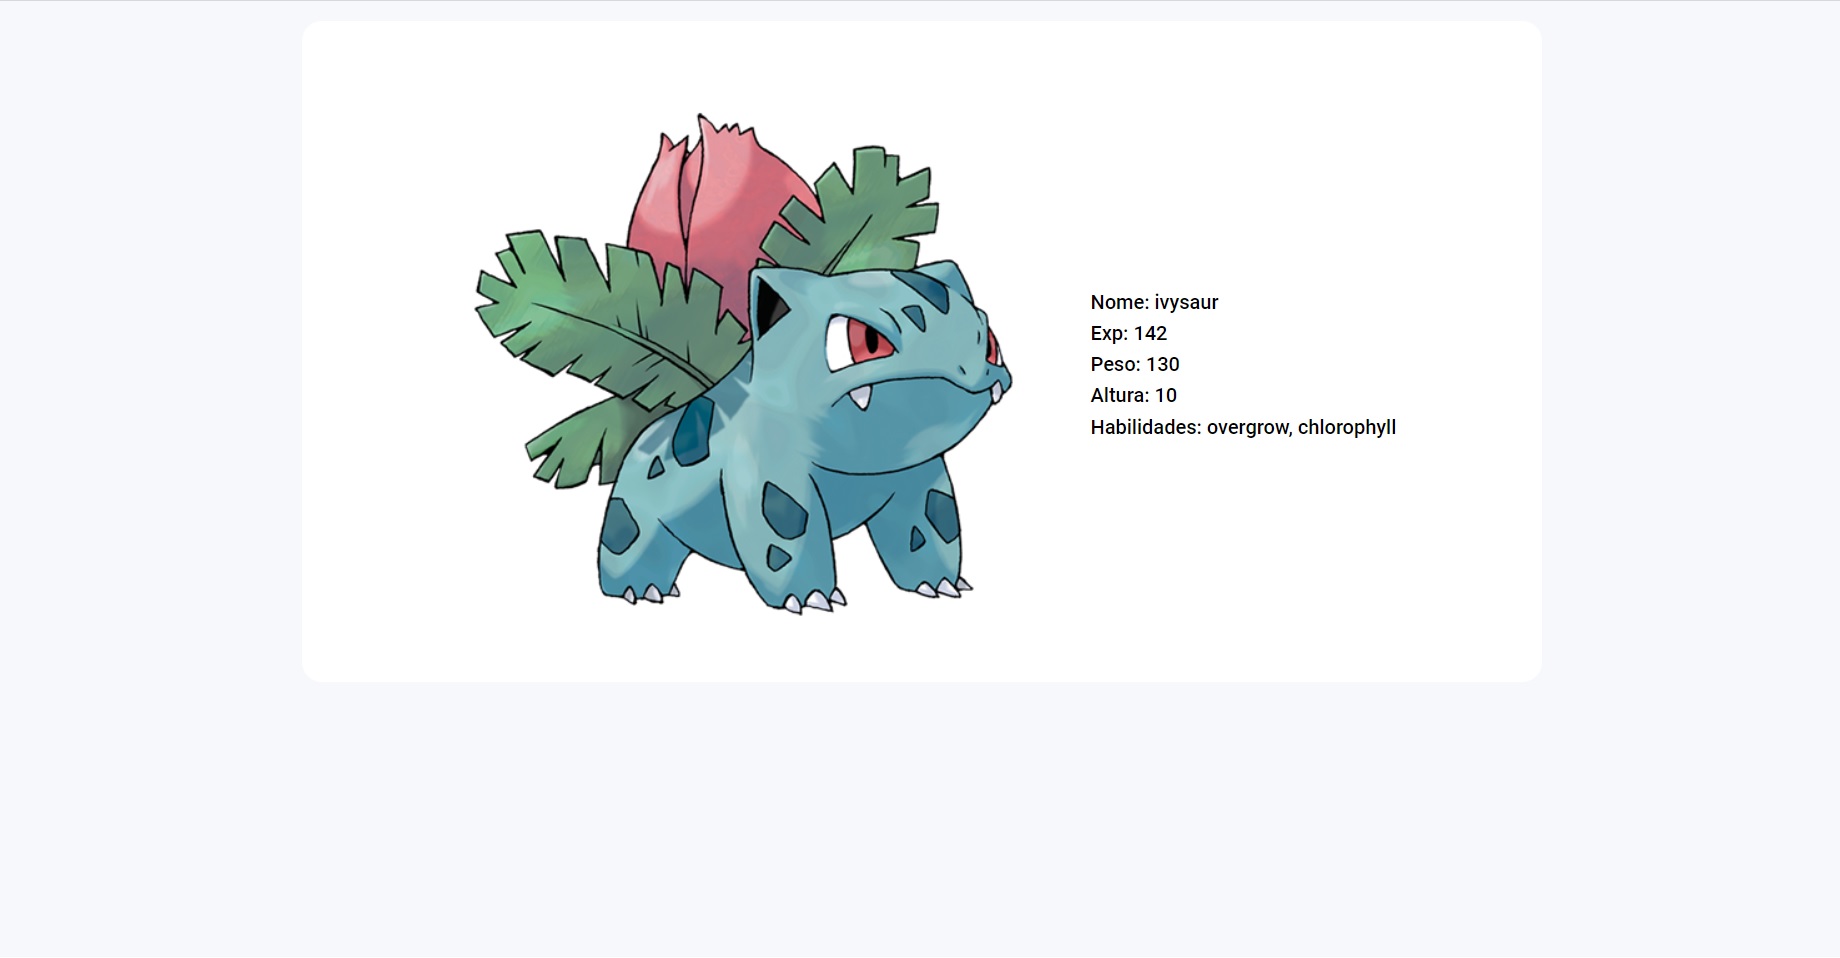 Nome: ivysaur
Exp: 142
Peso: 130
Altura: 10
Habilidades: overgrow, chlorophyll